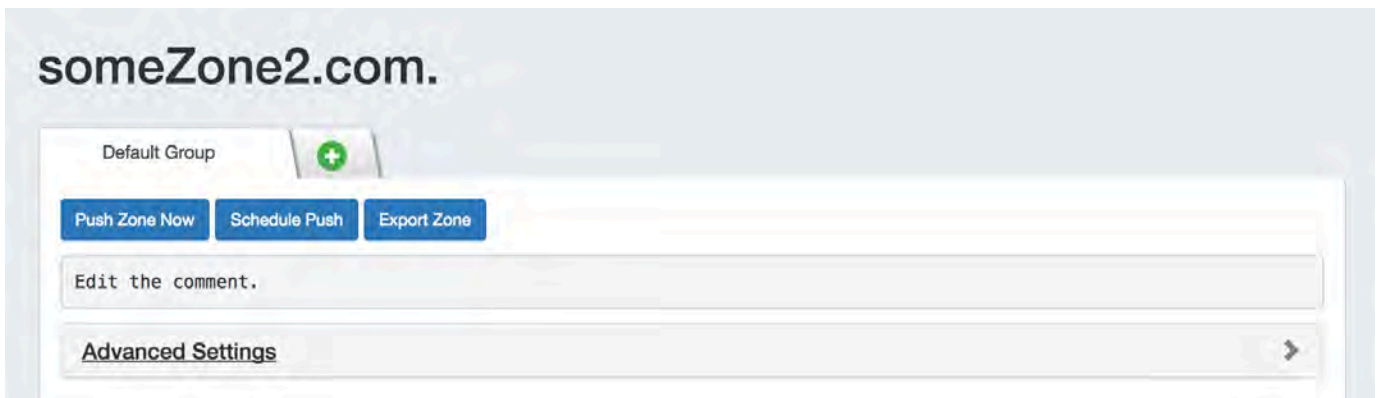 someZone2.com.
Default Group
Push Zone Now Schedule Push Export Zone
Edit the comment.
Advanced Settings